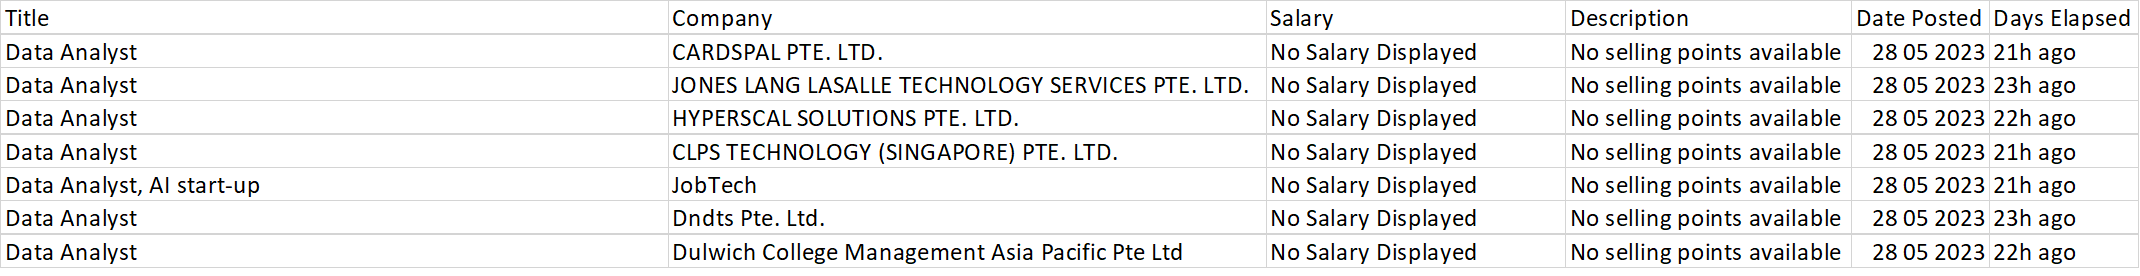 Title Company Salary Description Date Posted Days Elapsed
Data Analyst CARDSPAL PTE. LTD. No Salary Displayed No selling points available 28 05 2023 21h ago
Data Analyst JONES LANG LASALLE TECHNOLOGY SERVICES PTE. LTD. No Salary Displayed No selling points available 28 05 2023 23h ago
Data Analyst HYPERSCAL SOLUTIONS PTE. LTD. No Salary Displayed No selling points available 28 05 2023 22h ago
Data Analyst CLPS TECHNOLOGY (SINGAPORE) PTE. LTD. No Salary Displayed No selling points available 28 05 2023 21h ago
Data Analyst, AI start-up JobTech No Salary Displayed No selling points available 28 05 2023 21h ago
Data Analyst Dndts Pte. Ltd. No Salary Displayed No selling points available 28 05 2023 23h ago
Data Analyst Dulwich College Management Asia Pacific Pte Ltd No Salary Displayed No selling points available 28 05 2023 22h ago